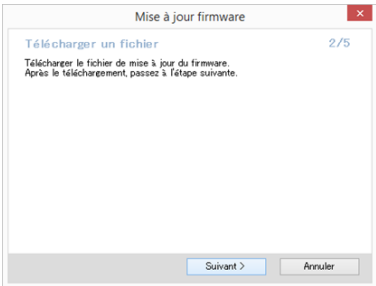 Mise à jour firmware
Télécharger un fichier 2/5
Télécharger le fichier de mise à jour du firmware.
Après le téléchargement, passez à l'étape suivante.
Suivant > Annuler